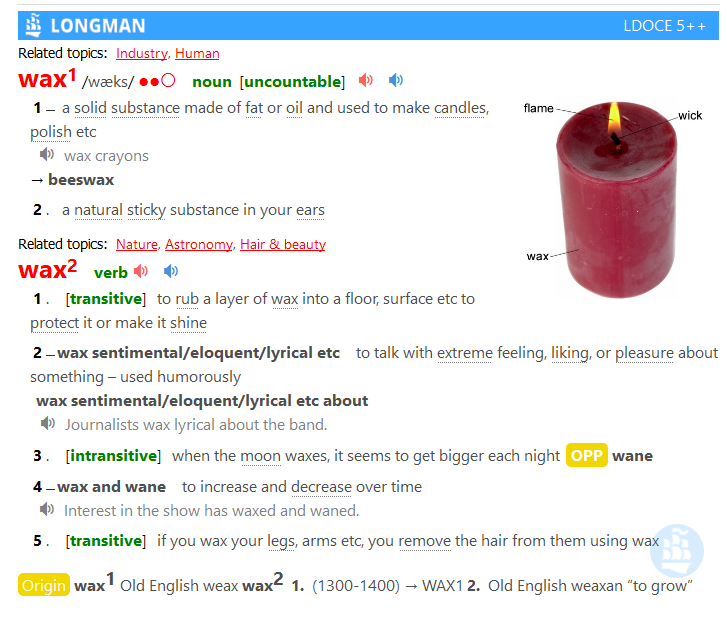 LONGMAN LDOCE 5++
Related topics: Industry, Human
wax1 /wæks/ ●●○ noun [uncountable]
1 – a solid substance made of fat or oil and used to make candles,
polish etc
wax crayons
→ beeswax
2 . a natural sticky substance in your ears
flame
wick
wax
Related topics: Nature, Astronomy, Hair & beauty
wax2 verb
1 . [transitive] to rub a layer of wax into a floor, surface etc to
protect it or make it shine
2 – wax sentimental/eloquent/lyrical etc to talk with extreme feeling, liking, or pleasure about
something – used humorously
wax sentimental/eloquent/lyrical etc about
Journalists wax lyrical about the band.
3 . [intransitive] when the moon waxes, it seems to get bigger each night OPP wane
4 – wax and wane to increase and decrease over time
Interest in the show has waxed and waned.
5 . [transitive] if you wax your legs, arms etc, you remove the hair from them using wax
Origin wax1 Old English weax wax2 1. (1300-1400) → WAX1 2. Old English weaxan “to grow”